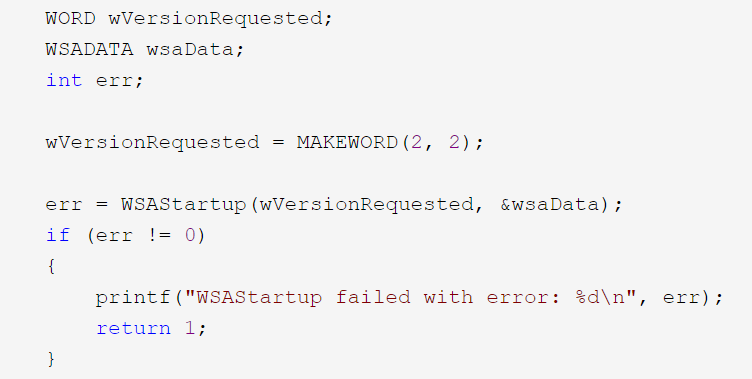 WORD wVersionRequested;
WSADATA wsaData;
int err;

wVersionRequested = MAKEWORD(2, 2);

err = WSAStartup(wVersionRequested, &wsaData);
if (err != 0)
{
    printf("WSAStartup failed with error: %d\n", err);
    return 1;
}